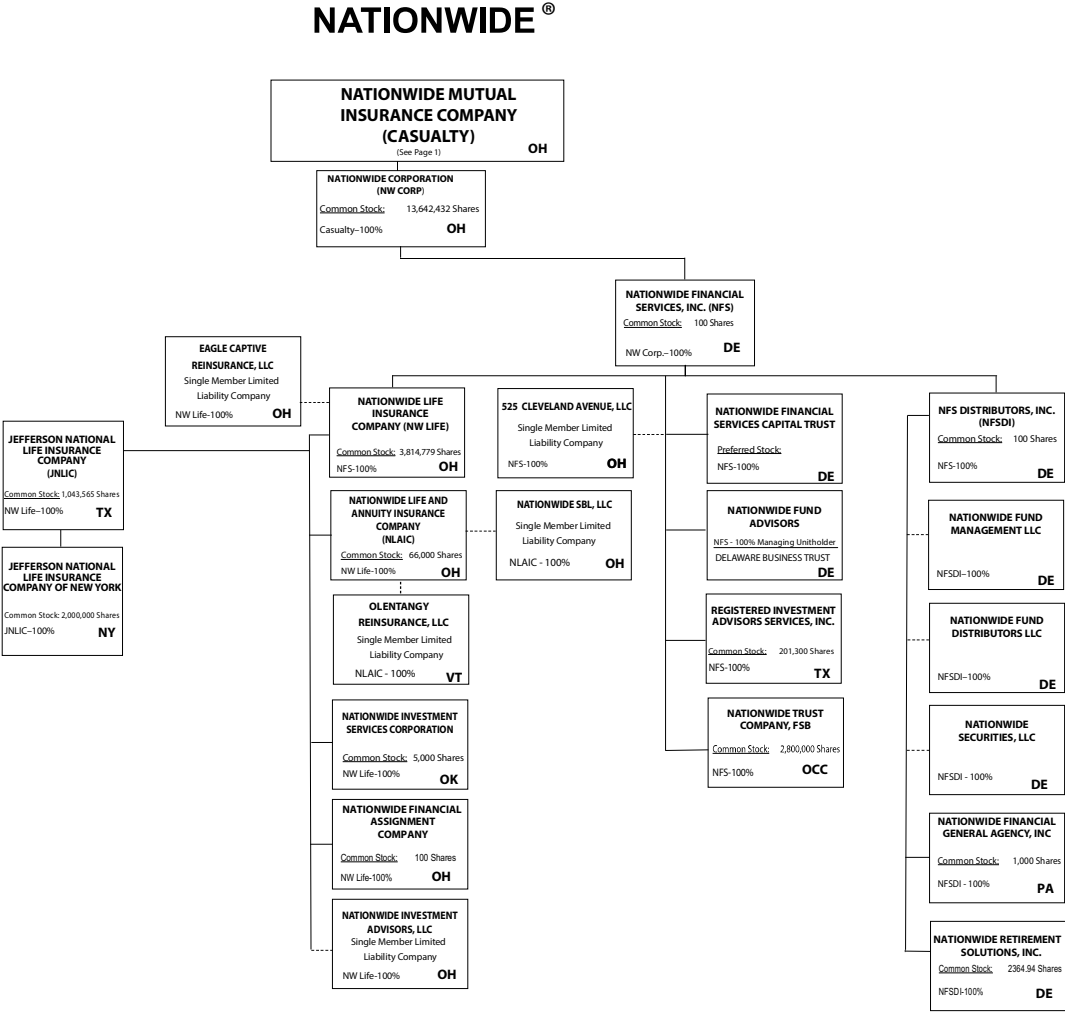 NATIONWIDE ®
NATIONWIDE MUTUAL
INSURANCE COMPANY
(CASUALTY)
(See Page 1)
OH
NATIONWIDE CORPORATION
(NW CORP)
Common Stock: 13,642,432 Shares
Casualty–100% OH
NATIONWIDE FINANCIAL
SERVICES, INC. (NFS)
Common Stock: 100 Shares
NW Corp.–100% DE
EAGLE CAPTIVE
REINSURANCE, LLC
Single Member Limited
Liability Company
NW Life-100% OH
JEFFERSON NATIONAL
LIFE INSURANCE
COMPANY
(JNLIC)
Common Stock: 1,043,565 Shares
NW Life–100% TX
JEFFERSON NATIONAL
LIFE INSURANCE
COMPANY OF NEW YORK
Common Stock: 2,000,000 Shares
JNLIC–100% NY
NATIONWIDE LIFE
INSURANCE
COMPANY (NW LIFE)
Common Stock: 3,814,779 Shares
NFS-100% OH
NATIONWIDE LIFE AND
ANNUITY INSURANCE
COMPANY
(NLAIC)
Common Stock: 66,000 Shares
NW Life-100% OH
OLENTANGY
REINSURANCE, LLC
Single Member Limited
Liability Company
NLAIC - 100% VT
NATIONWIDE INVESTMENT
SERVICES CORPORATION
Common Stock: 5,000 Shares
NW Life-100% OK
NATIONWIDE FINANCIAL
ASSIGNMENT
COMPANY
Common Stock: 100 Shares
NW Life-100% OH
NATIONWIDE INVESTMENT
ADVISORS, LLC
Single Member Limited
Liability Company
NW Life-100% OH
525 CLEVELAND AVENUE, LLC
Single Member Limited
Liability Company
NFS-100% OH
NATIONWIDE SBL, LLC
Single Member Limited
Liability Company
NLAIC - 100% OH
NATIONWIDE FINANCIAL
SERVICES CAPITAL TRUST
Preferred Stock:
NFS-100%
DE
NATIONWIDE FUND
ADVISORS
NFS - 100% Managing Unitholder
DELAWARE BUSINESS TRUST
DE
REGISTERED INVESTMENT
ADVISORS SERVICES, INC.
Common Stock: 201,300 Shares
NFS-100% TX
NATIONWIDE TRUST
COMPANY, FSB
Common Stock: 2,800,000 Shares
NFS-100% OCC
NFS DISTRIBUTORS, INC.
(NFSDI)
Common Stock: 100 Shares
NFS-100%
DE
NATIONWIDE FUND
MANAGEMENT LLC
NFSDI–100%
DE
NATIONWIDE FUND
DISTRIBUTORS LLC
NFSDI–100%
DE
NATIONWIDE
SECURITIES, LLC
NFSDI - 100%
DE
NATIONWIDE FINANCIAL
GENERAL AGENCY, INC
Common Stock: 1,000 Shares
NFSDI - 100%
PA
NATIONWIDE RETIREMENT
SOLUTIONS, INC.
Common Stock: 2364.94 Shares
NFSDI-100% DE